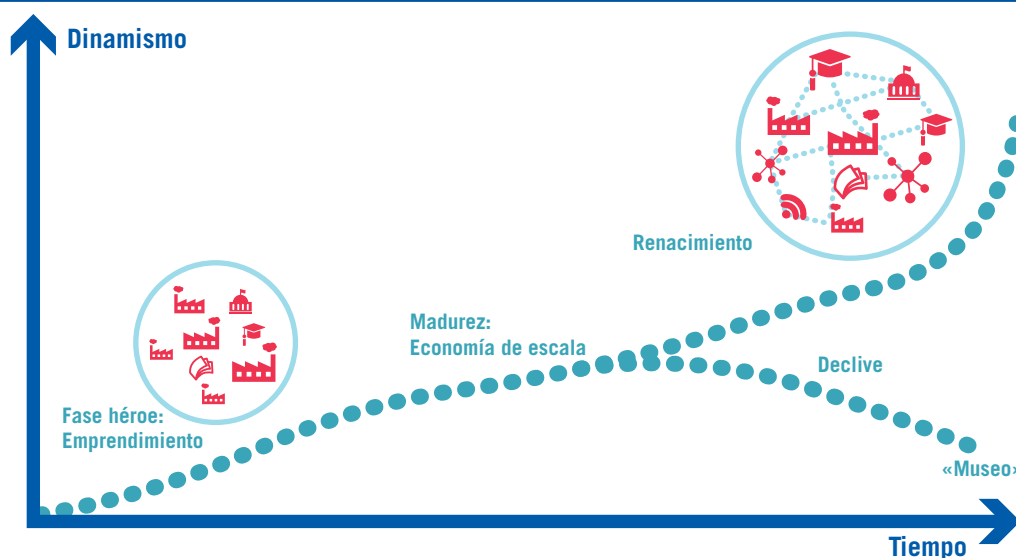 Dinamismo
Renacimiento
Madurez:
Economía de escala
Declive
Fase héroe:
Emprendimiento
«Museo»
Tiempo